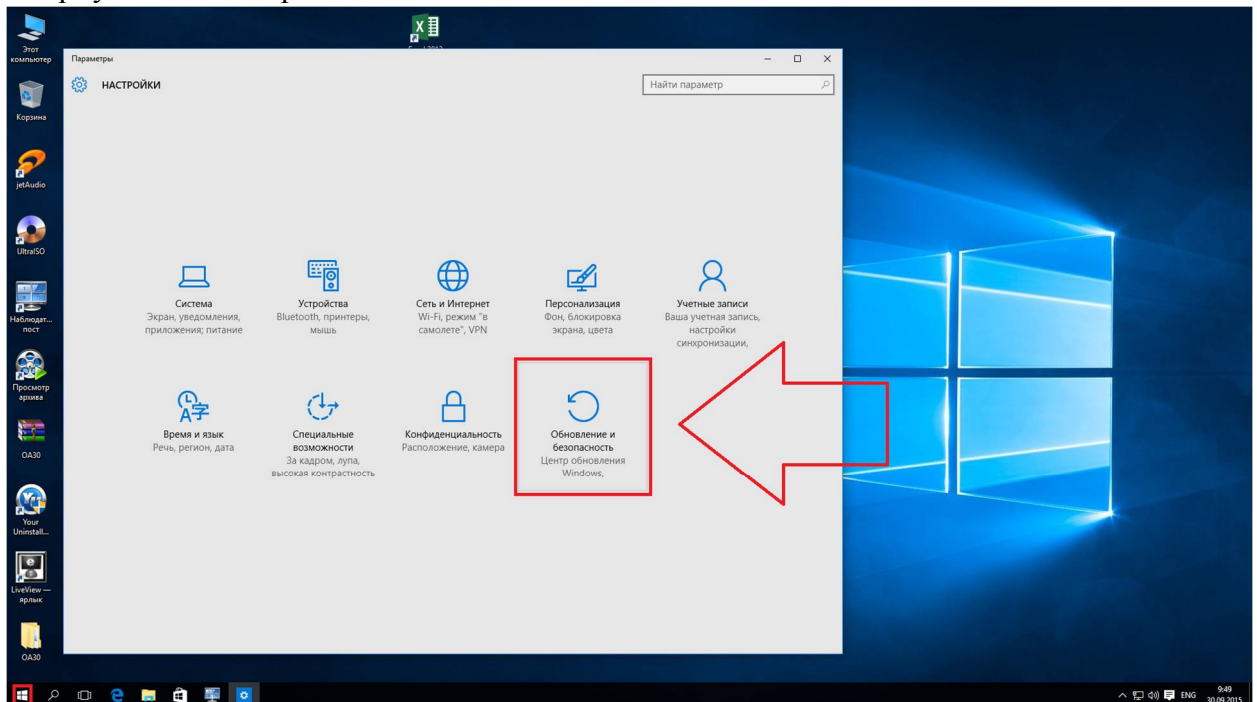 Этот
компьютер
Корзина
jetAudio
UltraISO
Наблюдат...
пост
Просмотр
архива
OA30
Your
Uninstall...
LiveView —
ярлык
OA30
Параметры
НАСТРОЙКИ
Найти параметр
Система
Экран, уведомления,
приложения; питание
Устройства
Bluetooth, принтеры,
мышь
Сеть и Интернет
Wi-Fi, режим "в
самолете", VPN
Персонализация
Фон, блокировка
экрана, цвета
Учетные записи
Ваша учетная запись,
настройки
синхронизации,
Время и язык
Речь, регион, дата
Специальные
возможности
За кадром, лупа,
высокая контрастность
Конфиденциальность
Расположение, камера
Обновление и
безопасность
Центр обновления
Windows,
ENG
9:49
30.09.2015